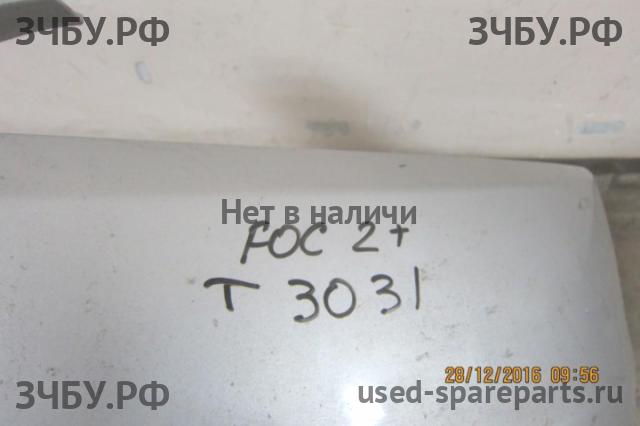 ЗЧБУ.РФ ЗЧБУ.РФ
Нет в наличи
FOC 2+
T 3031
28/12/2016 09:56
ЗЧБУ.РФ used-spareparts.ru